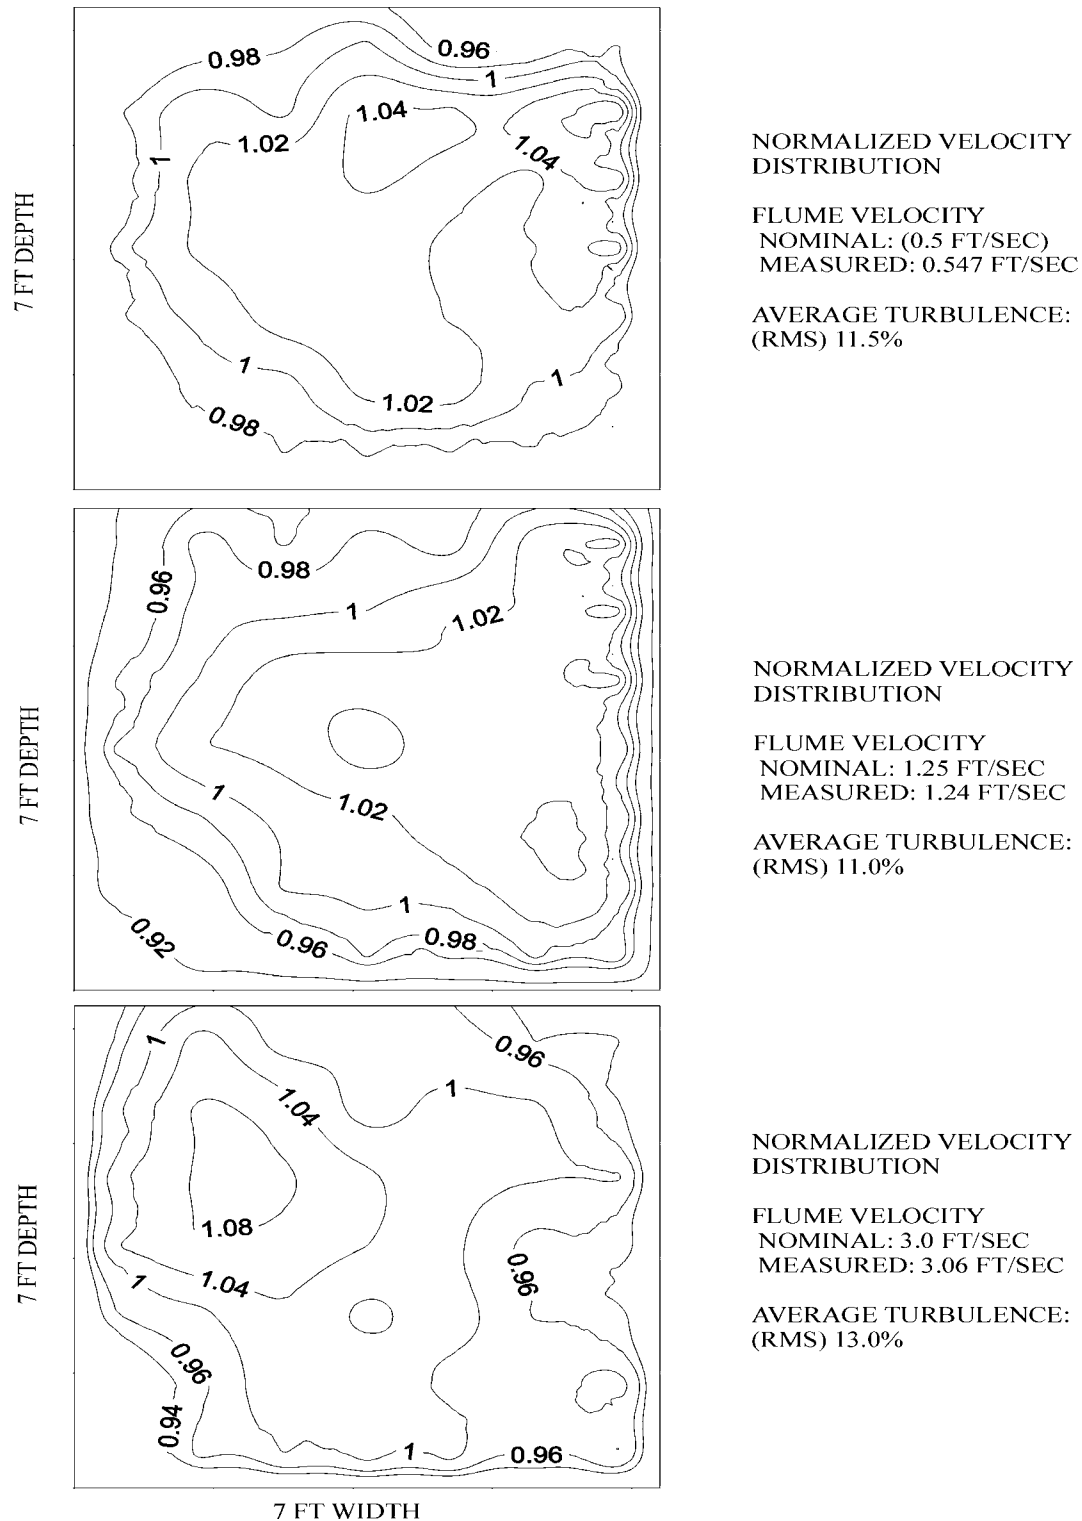 0.98
0.96
1
1.04
1.02
1
1.04
1
1
1.02
0.98
7 FT DEPTH
NORMALIZED VELOCITY
DISTRIBUTION
FLUME VELOCITY
NOMINAL: (0.5 FT/SEC)
MEASURED: 0.547 FT/SEC
AVERAGE TURBULENCE:
(RMS) 11.5%
0.98
0.96
1
1.02
1
1.02
1
0.92
0.96
0.98
7 FT DEPTH
NORMALIZED VELOCITY
DISTRIBUTION
FLUME VELOCITY
NOMINAL: 1.25 FT/SEC
MEASURED: 1.24 FT/SEC
AVERAGE TURBULENCE:
(RMS) 11.0%
1
0.96
1.04
1
1.08
1.04
1
0.96
0.96
0.94
1
0.96
7 FT DEPTH
NORMALIZED VELOCITY
DISTRIBUTION
FLUME VELOCITY
NOMINAL: 3.0 FT/SEC
MEASURED: 3.06 FT/SEC
AVERAGE TURBULENCE:
(RMS) 13.0%
7 FT WIDTH